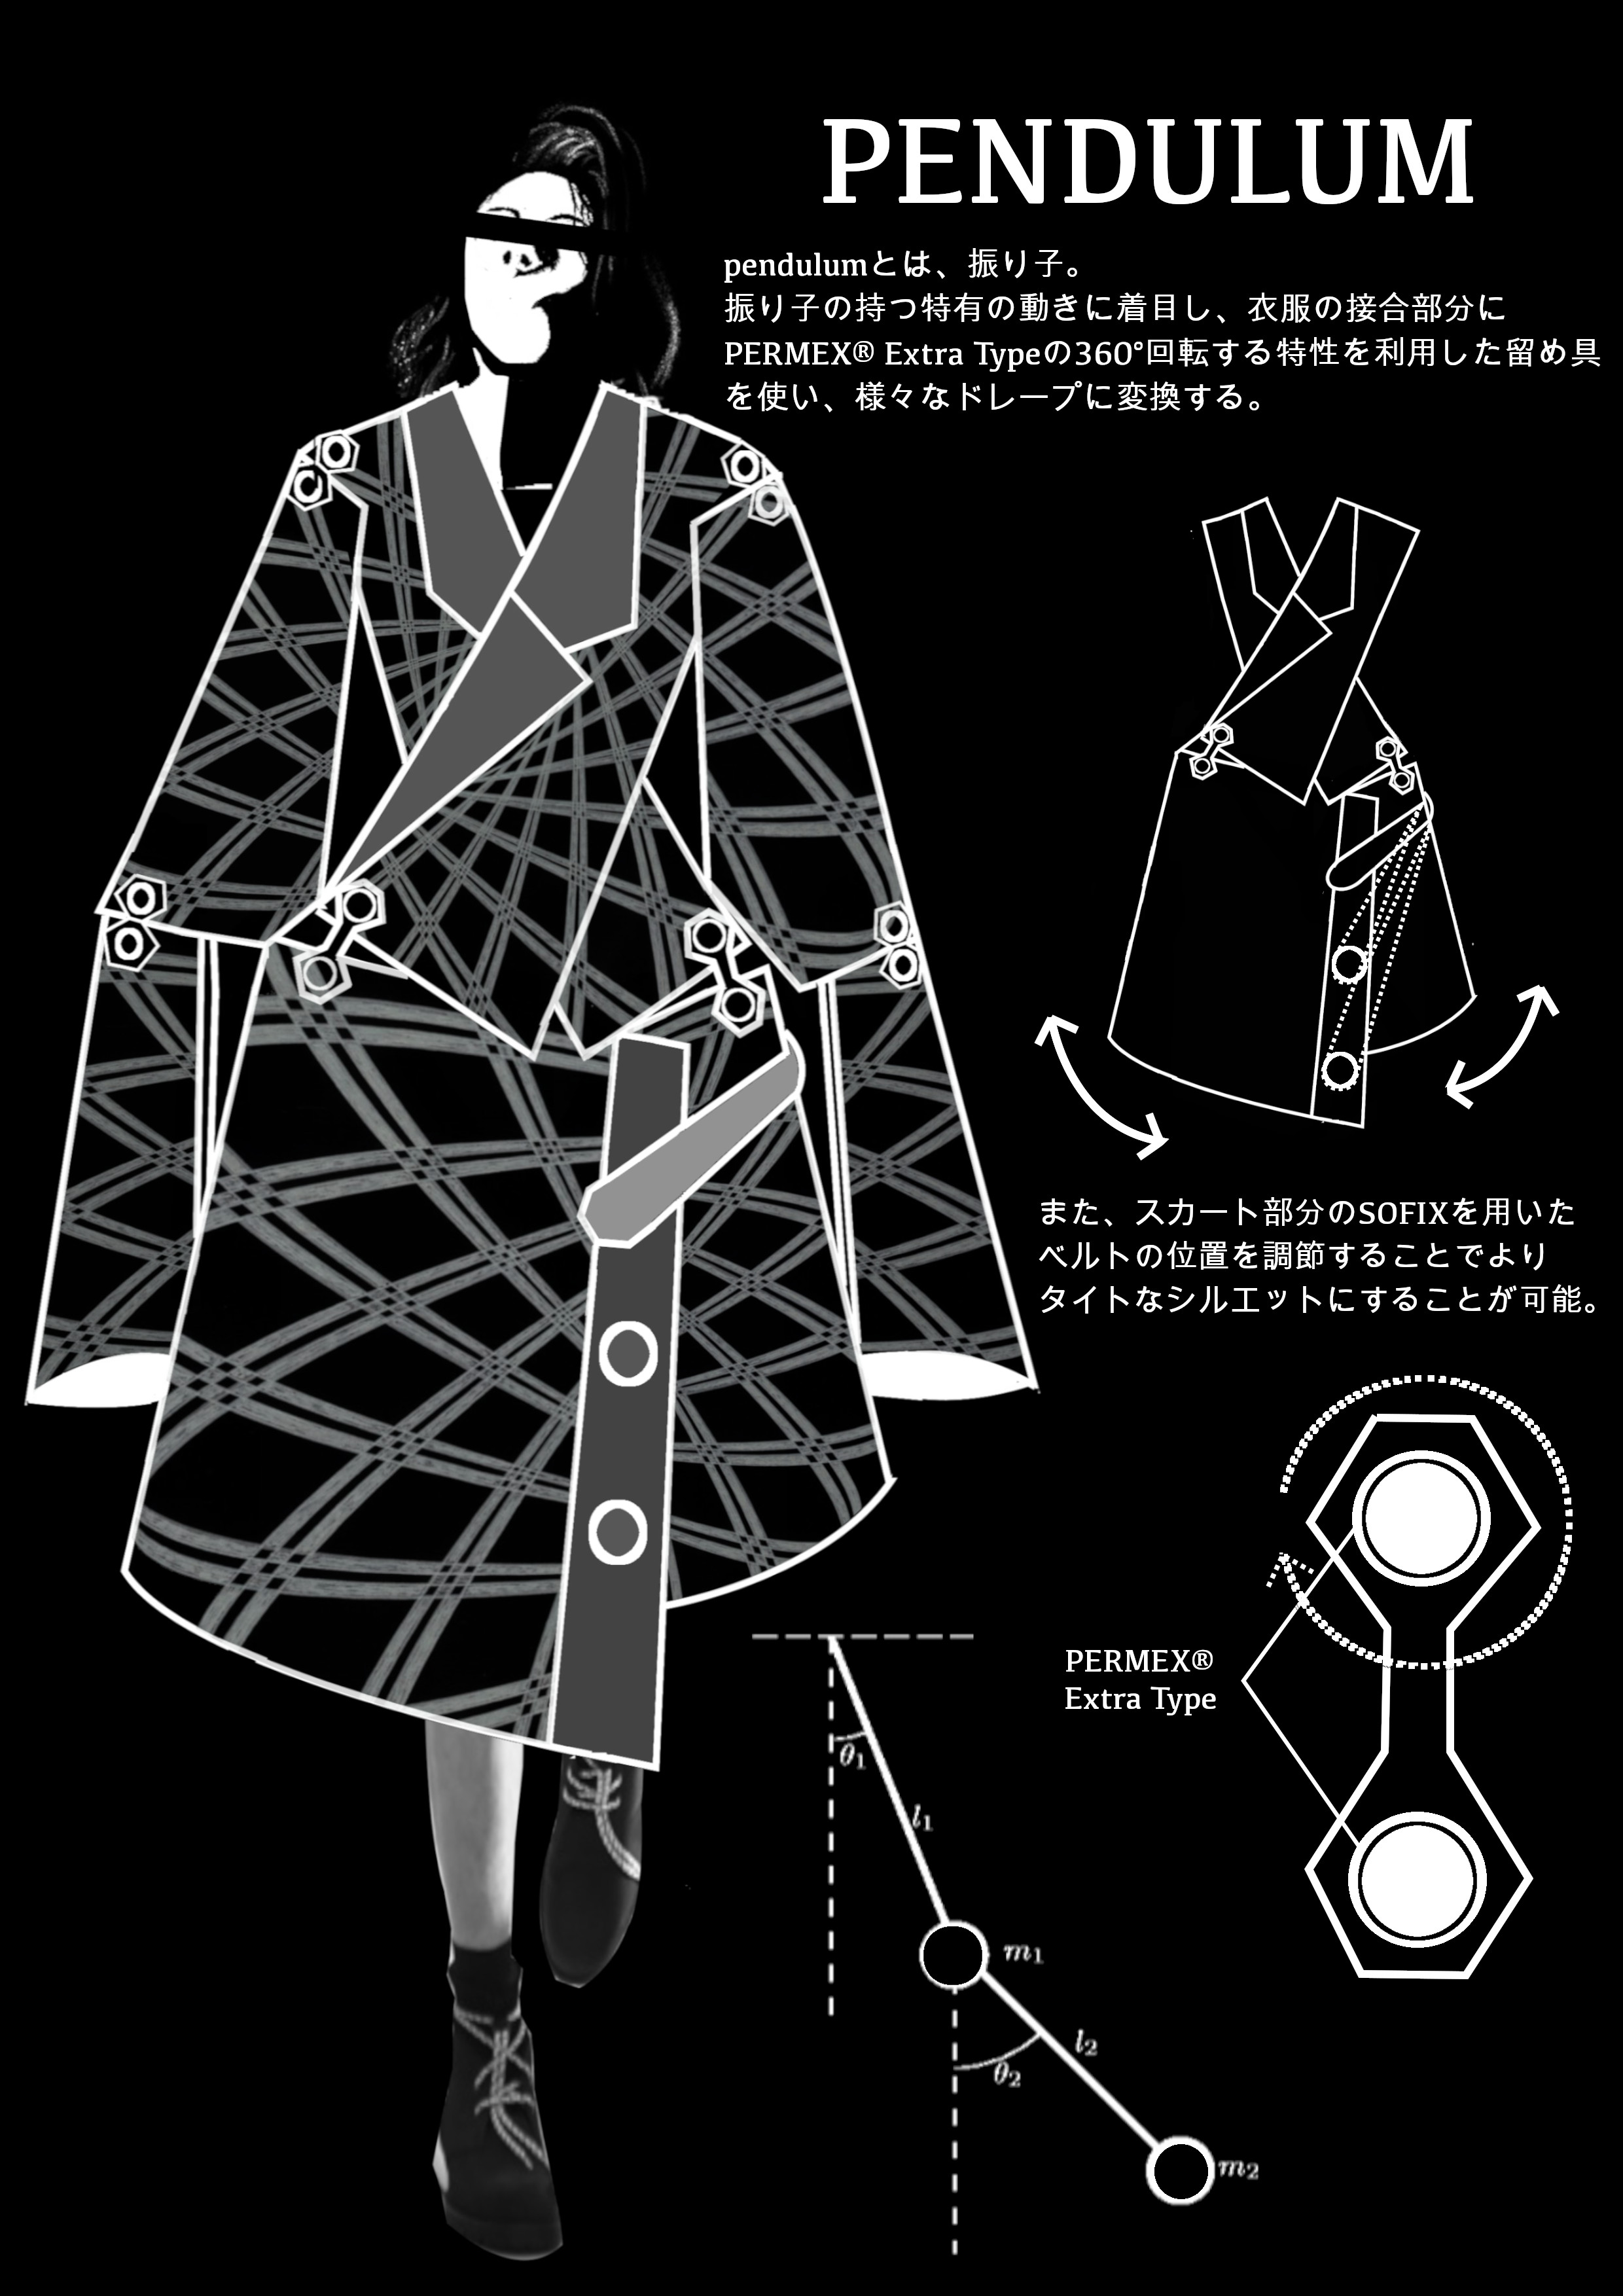 PENDULUM
pendulumとは、振り子。
振り子の持つ特有の動きに着目し、衣服の接合部分に
PERMEX® Extra Typeの360°回転する特性を利用した留め具
を使い、様々なドレープに変換する。
また、スカート部分のSOFIXを用いた
ベルトの位置を調節することでより
タイトなシルエットにすることが可能。
PERMEX®
Extra Type
θ1
l1
m1
l2
θ2
m2